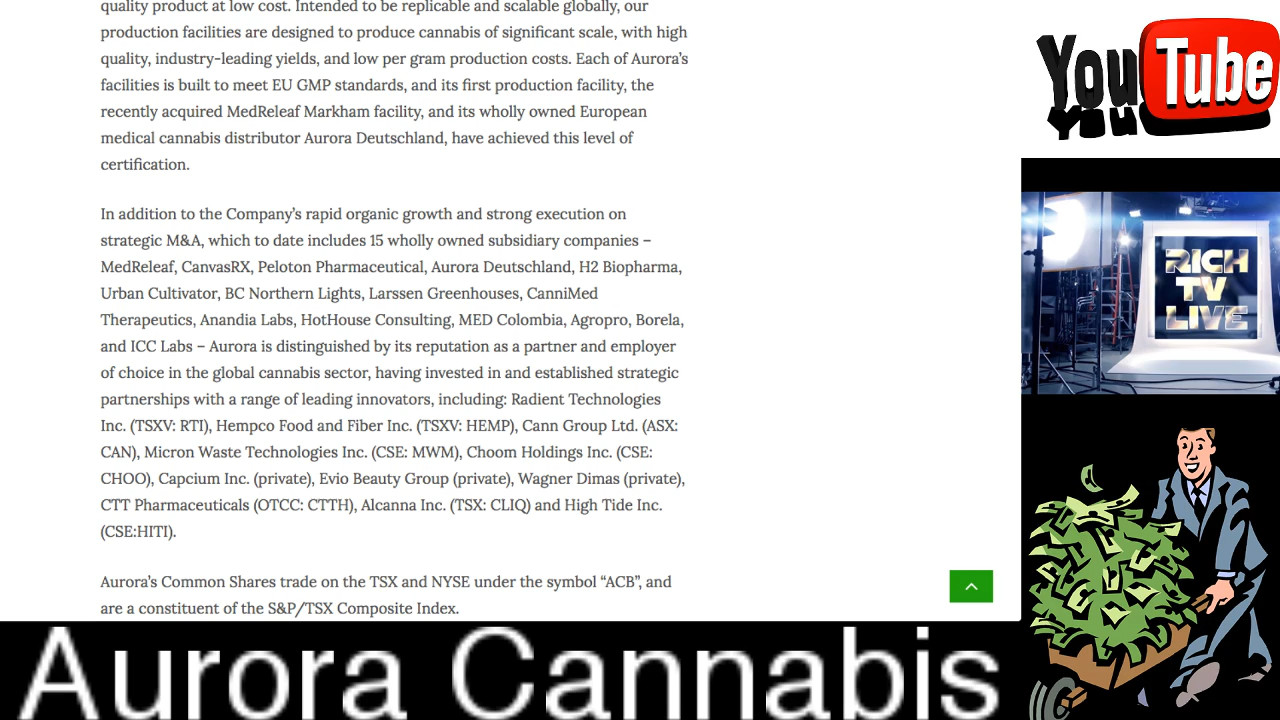 quality product at low cost. Intended to be replicable and scalable globally, our
production facilities are designed to produce cannabis of significant scale, with high
quality, industry-leading yields, and low per gram production costs. Each of Aurora’s
facilities is built to meet EU GMP standards, and its first production facility, the
recently acquired MedReleaf Markham facility, and its wholly owned European
medical cannabis distributor Aurora Deutschland, have achieved this level of
certification.
In addition to the Company’s rapid organic growth and strong execution on
strategic M&A, which to date includes 15 wholly owned subsidiary companies –
MedReleaf, CanvasRX, Peloton Pharmaceutical, Aurora Deutschland, H2 Biopharma,
Urban Cultivator, BC Northern Lights, Larssen Greenhouses, CanniMed
Therapeutics, Anandia Labs, HotHouse Consulting, MED Colombia, Agropro, Borela,
and ICC Labs – Aurora is distinguished by its reputation as a partner and employer
of choice in the global cannabis sector, having invested in and established strategic
partnerships with a range of leading innovators, including: Radient Technologies
Inc. (TSXV: RTI), Hempco Food and Fiber Inc. (TSXV: HEMP), Cann Group Ltd. (ASX:
CAN), Micron Waste Technologies Inc. (CSE: MWM), Choom Holdings Inc. (CSE:
CHOO), Capcium Inc. (private), Evio Beauty Group (private), Wagner Dimas (private),
CTT Pharmaceuticals (OTCC: CTTH), Alcanna Inc. (TSX: CLIQ) and High Tide Inc.
(CSE:HITI).
Aurora’s Common Shares trade on the TSX and NYSE under the symbol “ACB”, and
are a constituent of the S&P/TSX Composite Index.
You Tube
RICH
TV
LIVE
Aurora Cannabis